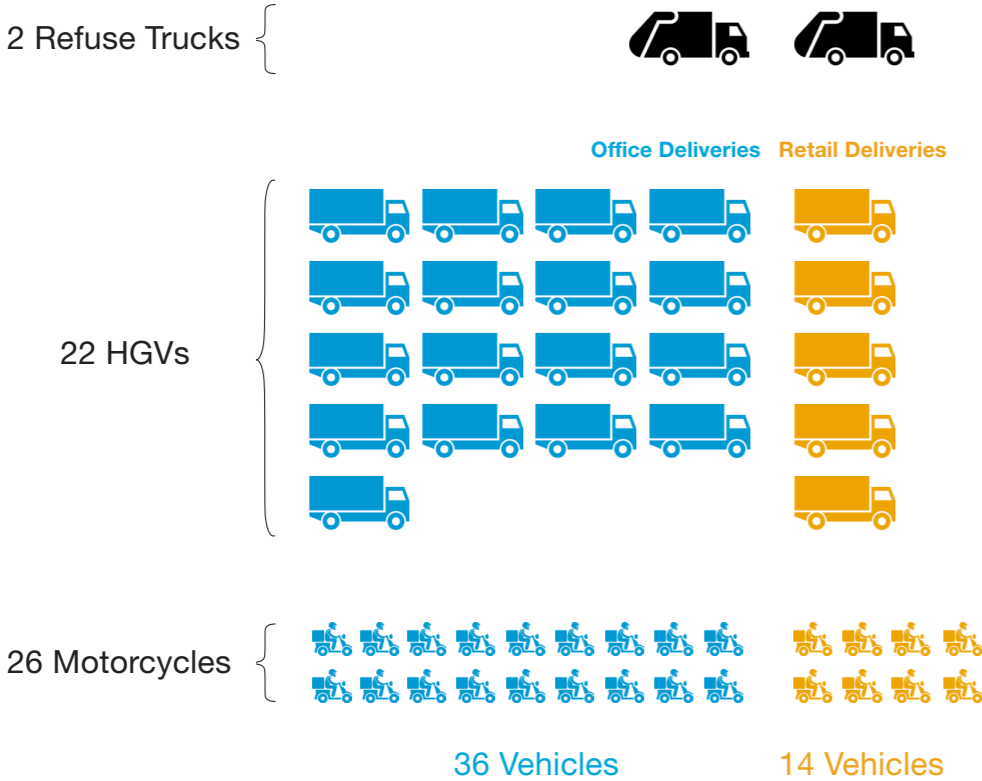 2 Refuse Trucks
Office Deliveries Retail Deliveries
22 HGVs
26 Motorcycles
36 Vehicles 14 Vehicles